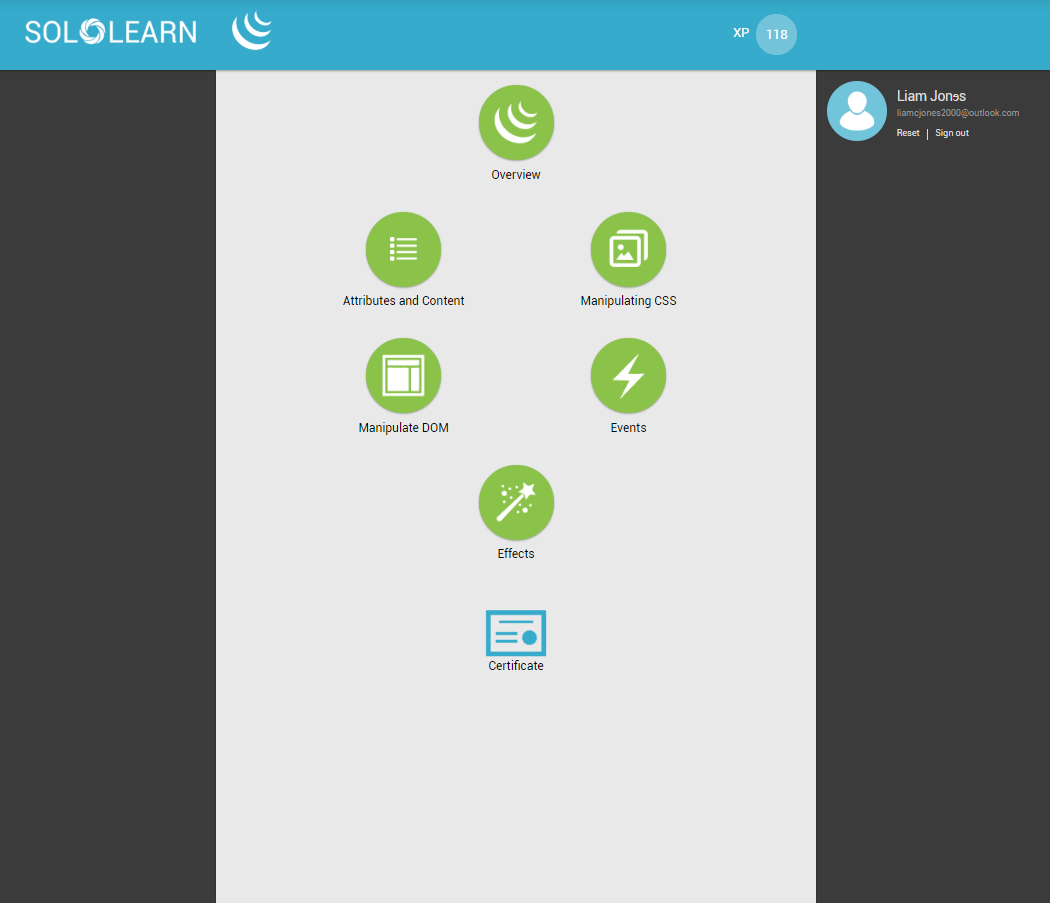 SOLOLEARN
XP 118
Liam Jones
liamcjones2000@outlook.com
Reset | Sign out
Overview
Attributes and Content
Manipulating CSS
Manipulate DOM
Events
Effects
Certificate